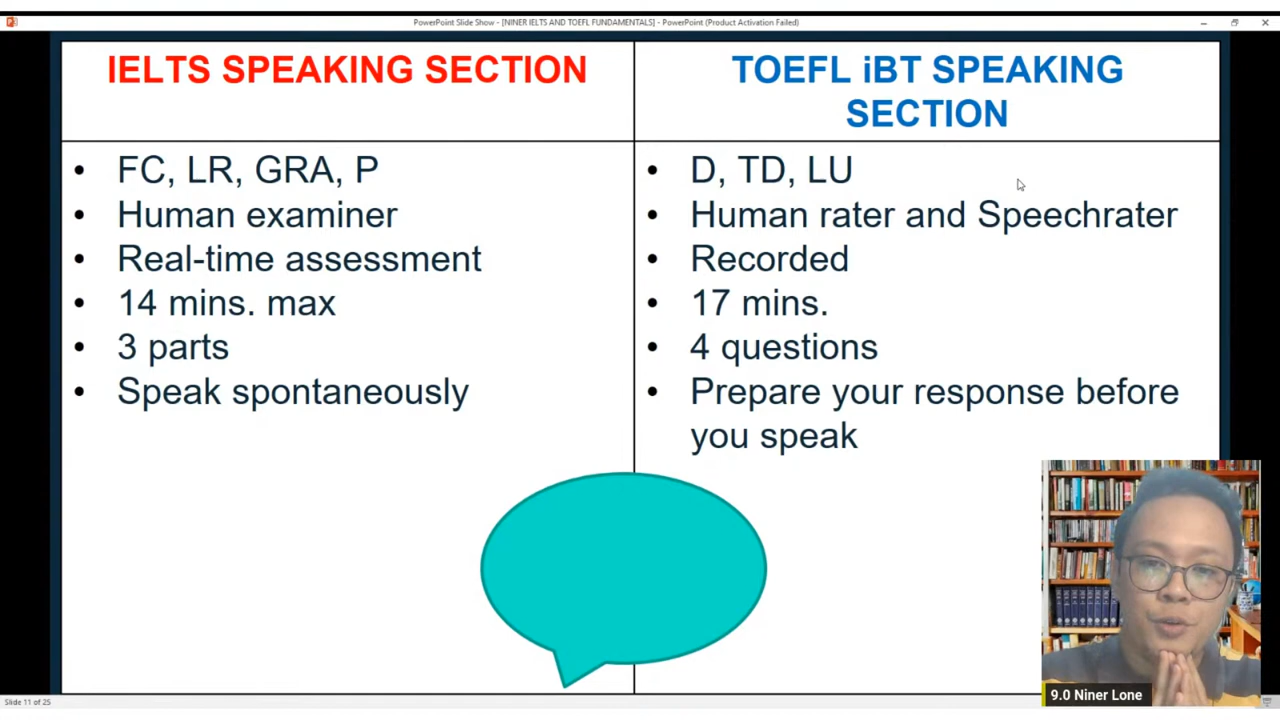 PowerPoint Slide Show - [NINER IELTS AND TOEFL FUNDAMENTALS] - PowerPoint (Product Activation Failed)
IELTS SPEAKING SECTION
• FC, LR, GRA, P
• Human examiner
• Real-time assessment
• 14 mins. max
• 3 parts
• Speak spontaneously
TOEFL iBT SPEAKING
SECTION
• D, TD, LU
• Human rater and Speechrater
• Recorded
• 17 mins.
• 4 questions
• Prepare your response before
you speak
9.0 Niner Lone
Slide 11 of 25